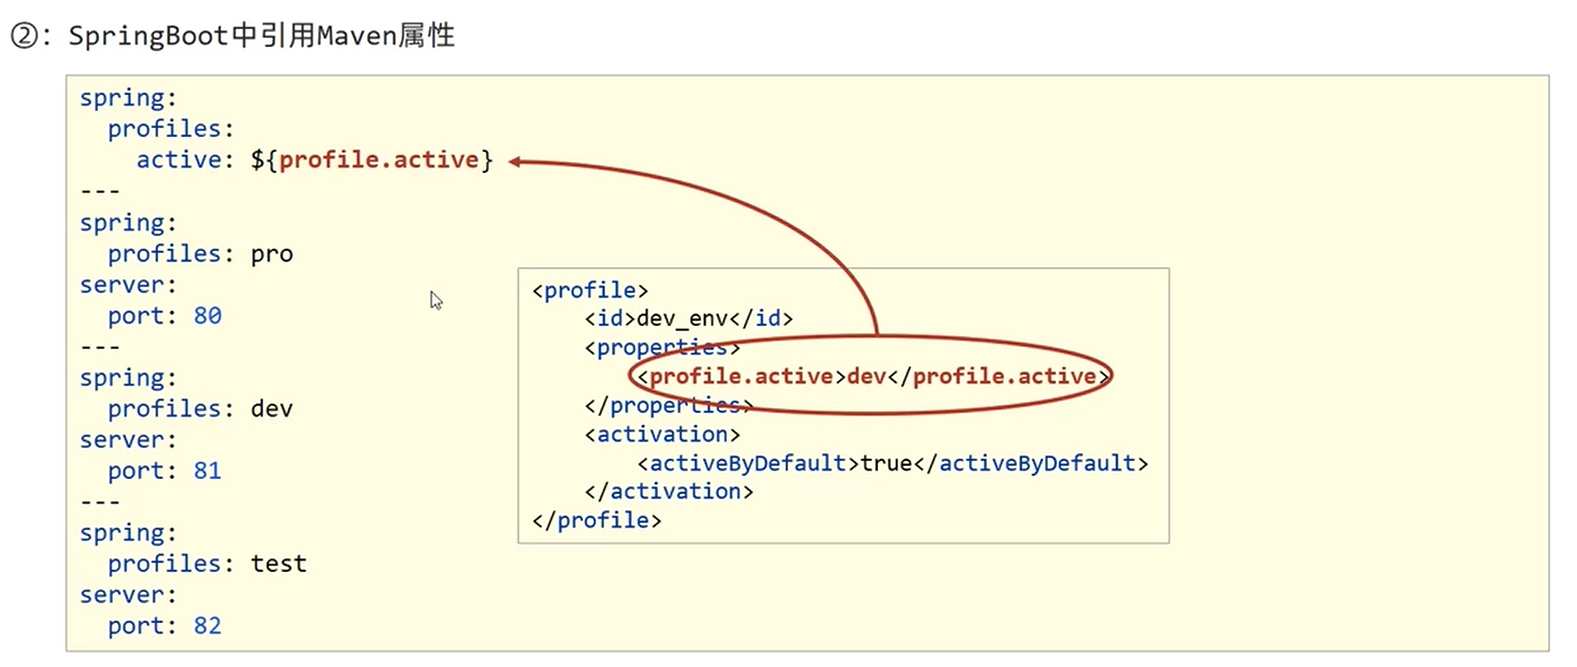 ②：SpringBoot中引用Maven属性
spring:
  profiles:
    active: ${profile.active}
---
spring:
  profiles: pro
server:
  port: 80
---
spring:
  profiles: dev
server:
  port: 81
---
spring:
  profiles: test
server:
  port: 82
<profile>
    <id>dev_env</id>
    <properties>
        <profile.active>dev</profile.active>
    </properties>
    <activation>
        <activeByDefault>true</activeByDefault>
    </activation>
</profile>